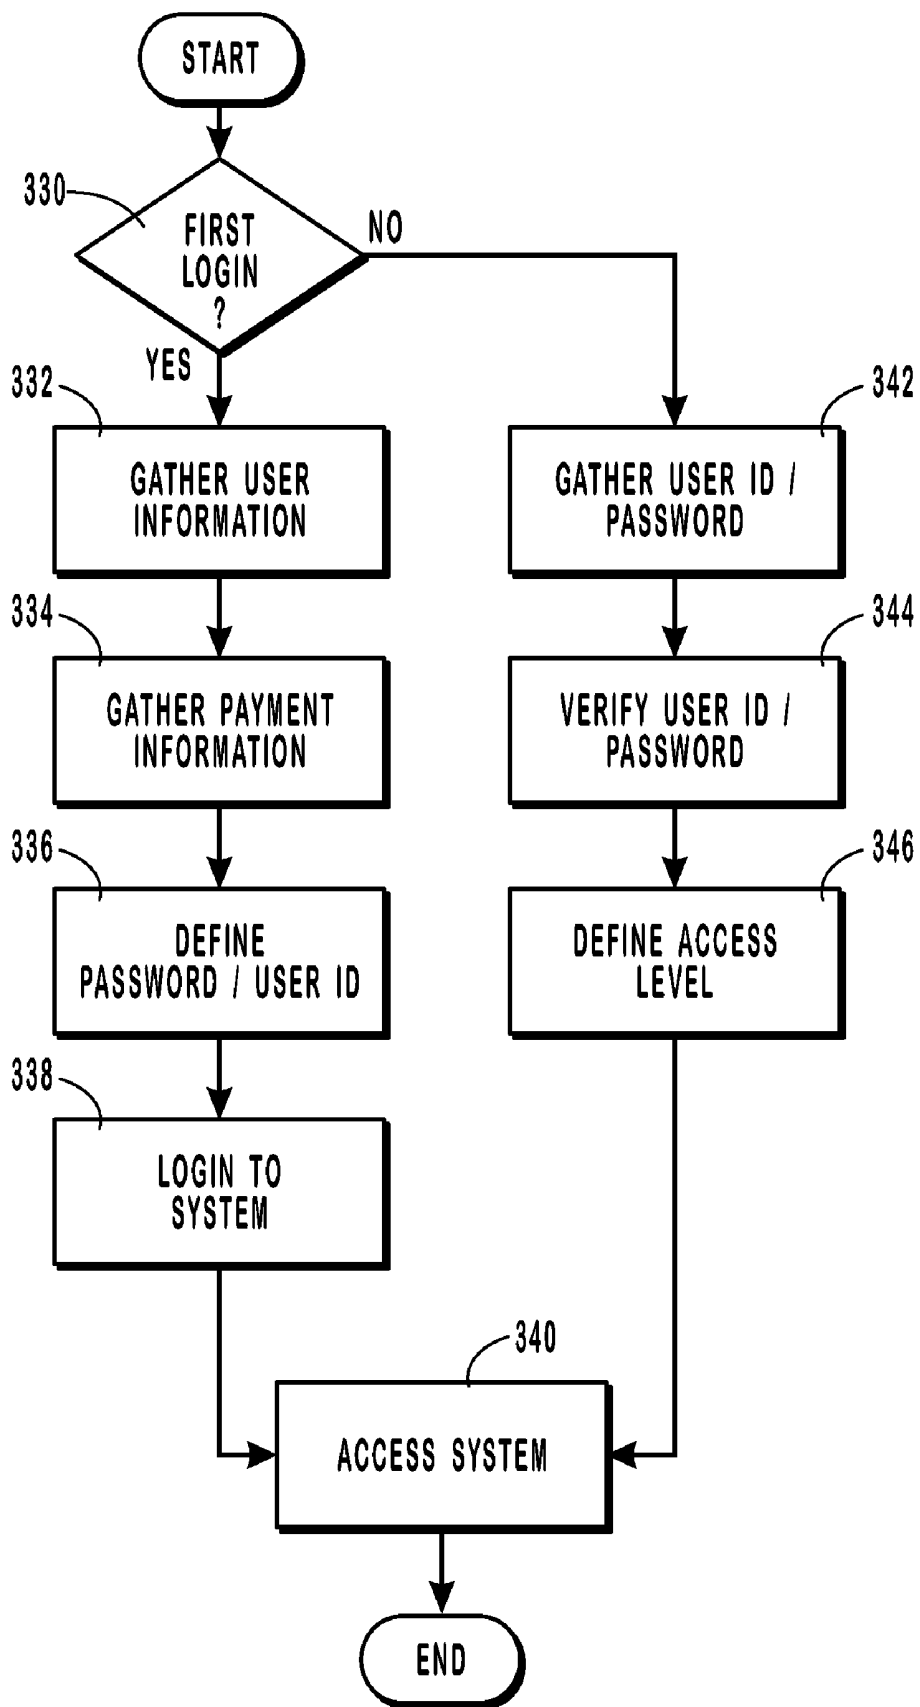 START
330
FIRST
LOGIN
?
NO
YES
332
GATHER USER
INFORMATION
342
GATHER USER ID /
PASSWORD
334
GATHER PAYMENT
INFORMATION
344
VERIFY USER ID /
PASSWORD
336
DEFINE
PASSWORD / USER ID
346
DEFINE ACCESS
LEVEL
338
LOGIN TO
SYSTEM
340
ACCESS SYSTEM
END